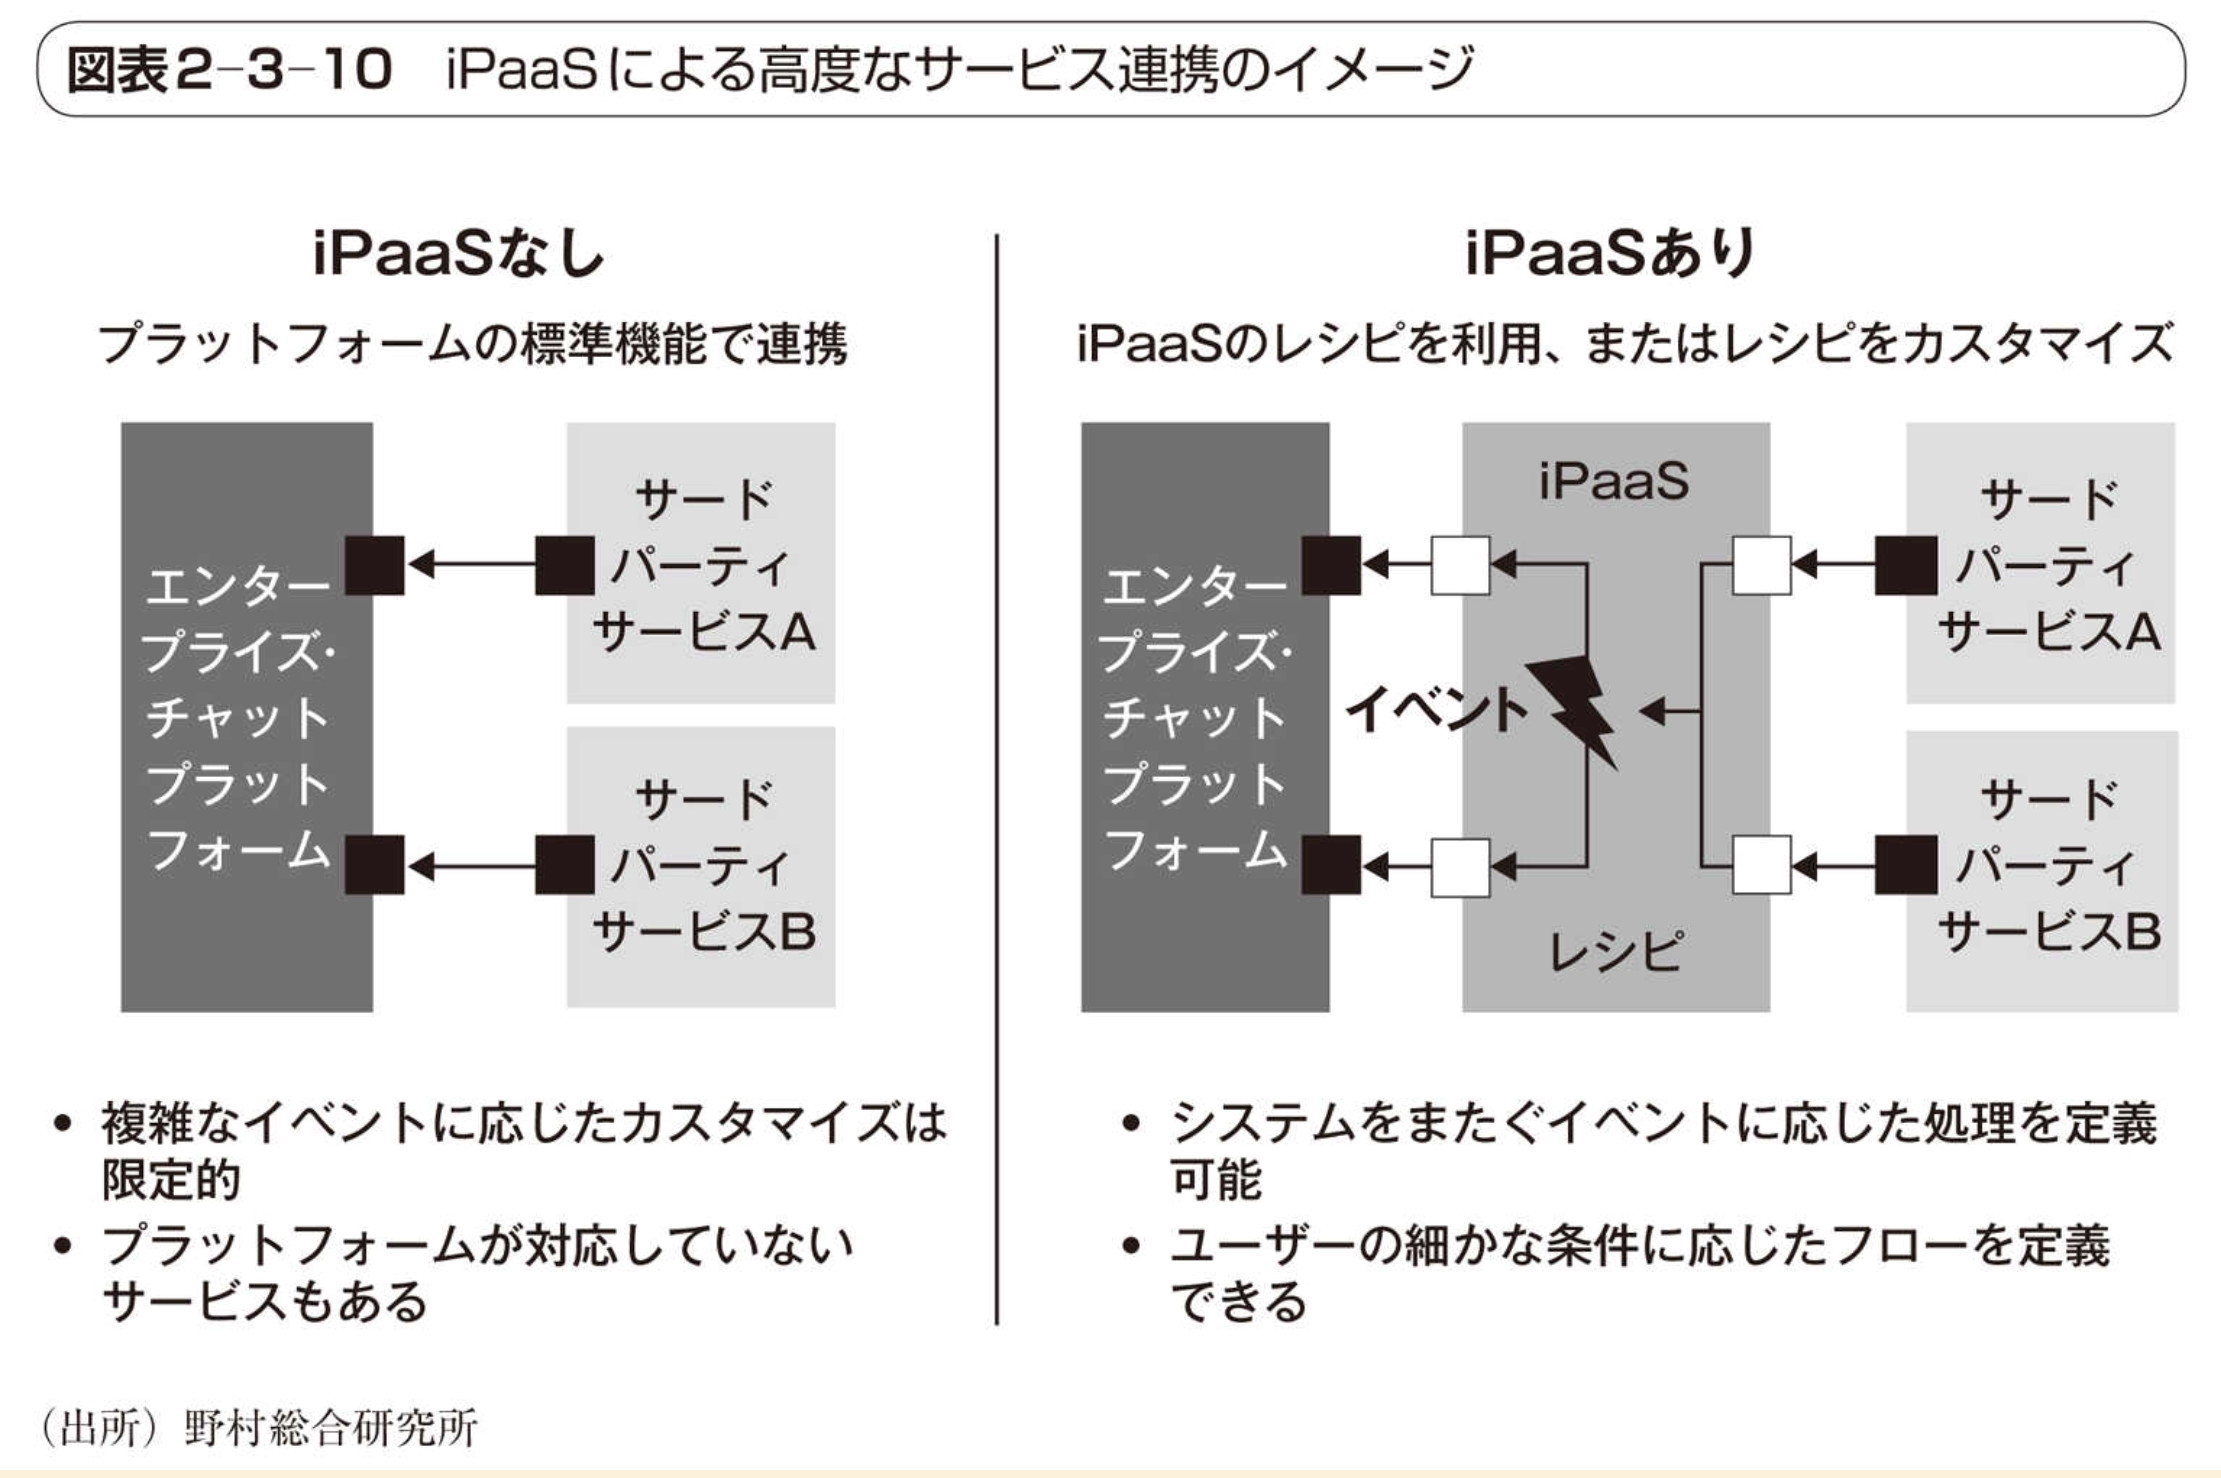 図表2-3-10 iPaaSによる高度なサービス連携のイメージ
iPaaSなし
プラットフォームの標準機能で連携
エンター
プライズ・
チャット
プラット
フォーム
サード
パーティ
サービスA
サード
パーティ
サービスB
• 複雑なイベントに応じたカスタマイズは
限定的
• プラットフォームが対応していない
サービスもある
iPaaSあり
iPaaSのレシピを利用、またはレシピをカスタマイズ
エンター
プライズ・
チャット
プラット
フォーム
iPaaS
イベント
レシピ
サード
パーティ
サービスA
サード
パーティ
サービスB
• システムをまたぐイベントに応じた処理を定義
可能
• ユーザーの細かな条件に応じたフローを定義
できる
（出所）野村総合研究所